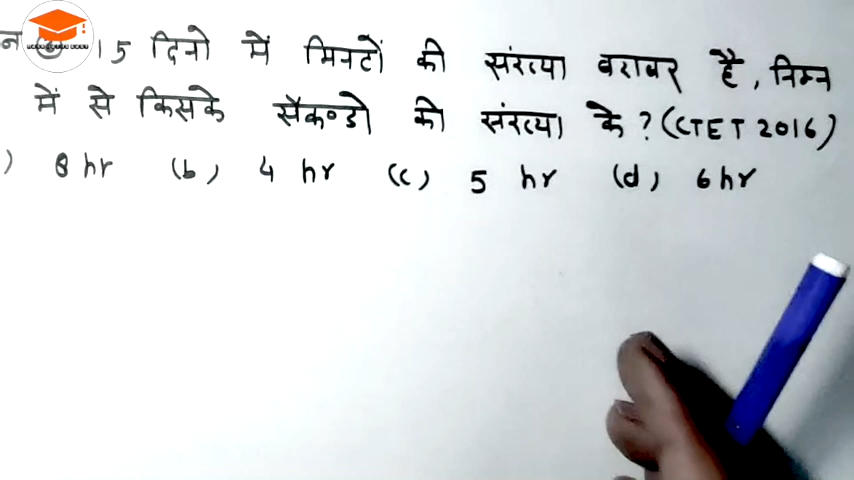 15 दिनो में मिनटों की संख्या बराबर है, निम्न
में से किसके सैकण्डो की संख्या के? (CTET 2016)
) 8 hr (b) 4 hr (c) 5 hr (d) 6 hr